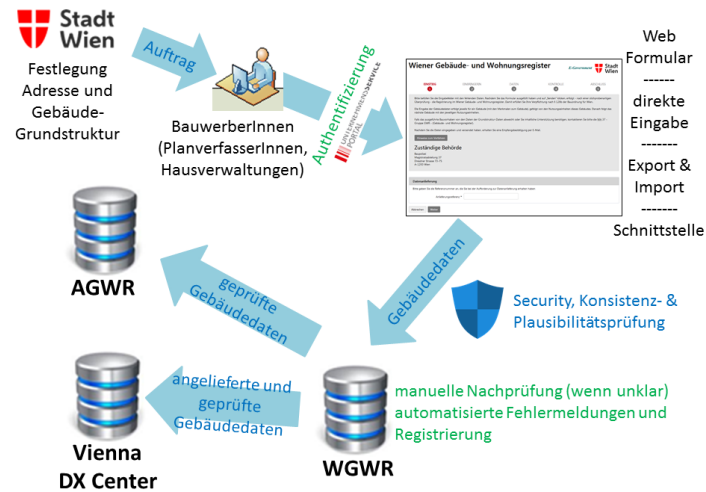 Stadt
Wien
Festlegung
Adresse und
Gebäude-
Grundstruktur
Auftrag
BauwerberInnen
(PlanverfasserInnen,
Hausverwaltungen)
Authentifizierung
UNTERNEHMENSSERVICE
PORTAL
Wiener Gebäude- und Wohnungsregister
Stadt
Wien
Zuständige Behörde
Web
Formular
------
direkte
Eingabe
-------
Export &
Import
-------
Schnittstelle
Gebäudedaten
Security, Konsistenz- &
Plausibilitätsprüfung
AGWR
geprüfte
Gebäudedaten
angelieferte und
geprüfte
Gebäudedaten
Vienna
DX Center
WGWR
manuelle Nachprüfung (wenn unklar)
automatisierte Fehlermeldungen und
Registrierung